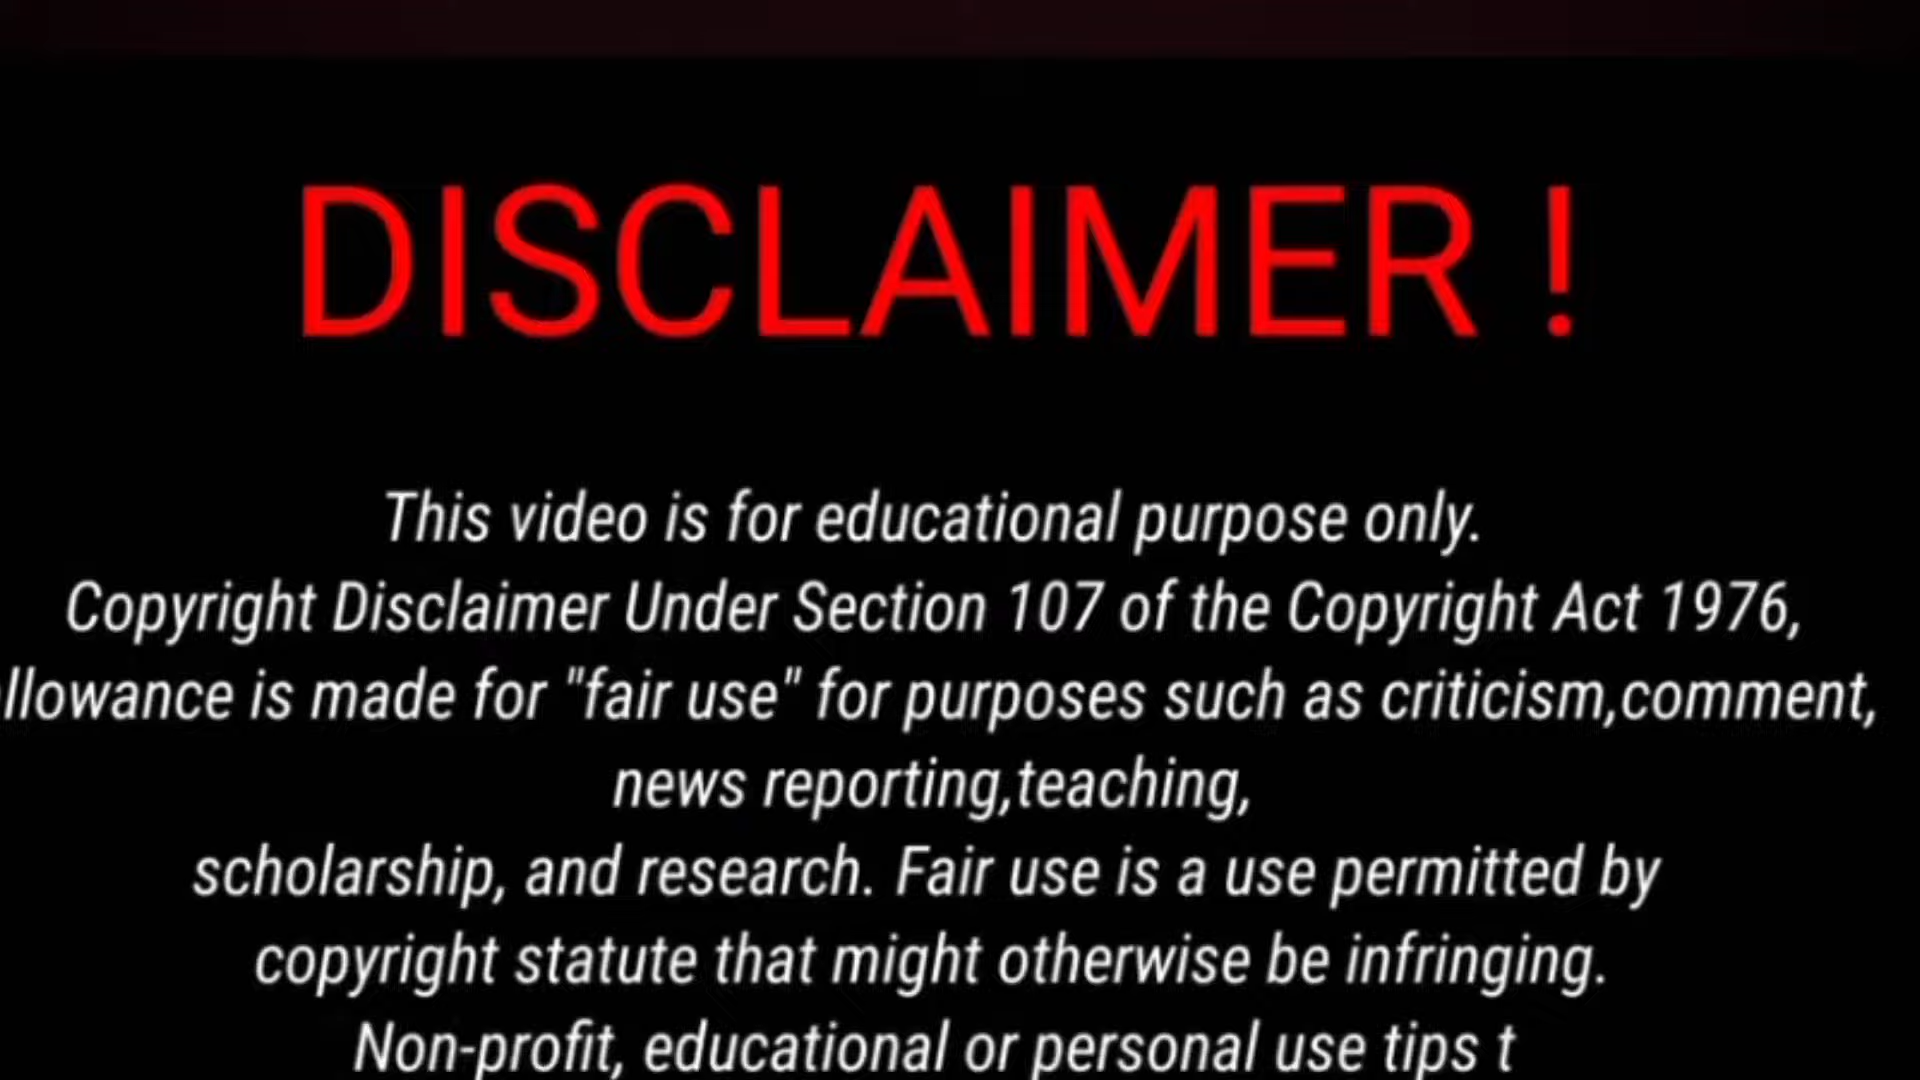 DISCLAIMER !
This video is for educational purpose only.
Copyright Disclaimer Under Section 107 of the Copyright Act 1976,
llowance is made for "fair use" for purposes such as criticism,comment,
news reporting,teaching,
scholarship, and research. Fair use is a use permitted by
copyright statute that might otherwise be infringing.
Non-profit, educational or personal use tips t